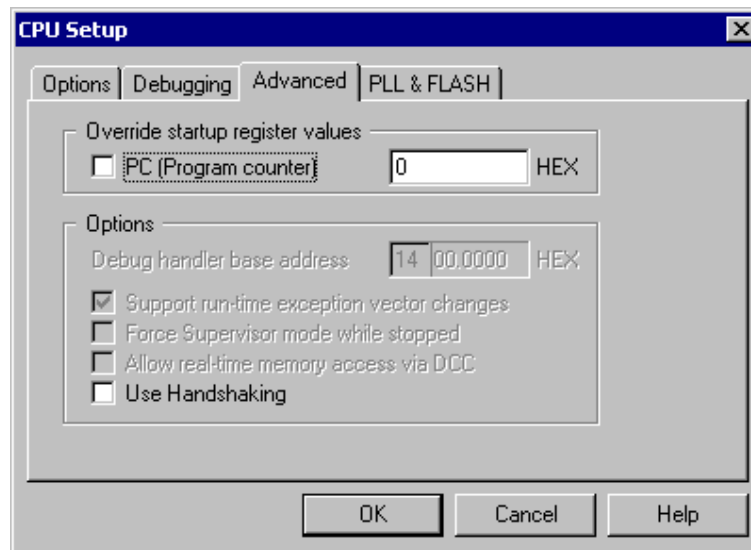 CPU Setup
Options Debugging Advanced PLL & FLASH
Override startup register values
PC (Program counter) 0 HEX
Options
Debug handler base address 14 00.0000 HEX
Support run-time exception vector changes
Force Supervisor mode while stopped
Allow real-time memory access via DCC
Use Handshaking
OK Cancel Help